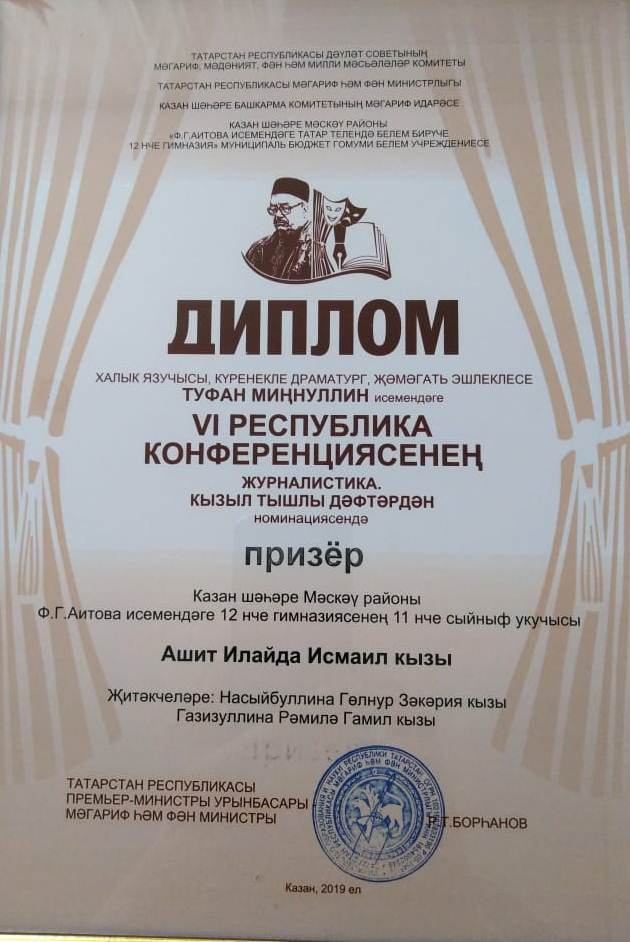 ТАТАРСТАН РЕСПУБЛИКАСЫ ДӘҮЛӘТ СОВЕТЫНЫҢ
МӘГАРИФ, МӘДӘНИЯТ, ФӘН ҺӘМ МИЛЛИ МӘСЬӘЛӘЛӘР КОМИТЕТЫ
ТАТАРСТАН РЕСПУБЛИКАСЫ МӘГАРИФ ҺӘМ ФӘН МИНИСТРЛЫГЫ
КАЗАН ШӘҺӘРЕ БАШКАРМА КОМИТЕТЫНЫҢ МӘГАРИФ ИДАРӘСЕ
КАЗАН ШӘҺӘРЕ МӘСКӘҮ РАЙОНЫ
«Ф.Г.АИТОВА ИСЕМЕНДӘГЕ ТАТАР ТЕЛЕНДӘ БЕЛЕМ БИРҮЧЕ
12 НЧЕ ГИМНАЗИЯ» МУНИЦИПАЛЬ БЮДЖЕТ ГОМУМИ БЕЛЕМ УЧРЕЖДЕНИЕСЕ
ДИПЛОМ
ХАЛЫК ЯЗУЧЫСЫ, КҮРЕНЕКЛЕ ДРАМАТУРГ, ҖӘМӘГАТЬ ЭШЛЕКЛЕСЕ
ТУФАН МИҢНУЛЛИН исемендәге
VI РЕСПУБЛИКА
КОНФЕРЕНЦИЯСЕНЕҢ
ЖУРНАЛИСТИКА.
КЫЗЫЛ ТЫШЛЫ ДӘФТӘРДӘН
номинациясендә
призёр
Казан шәһәре Мәскәү районы
Ф.Г.Аитова исемендәге 12 нче гимназиясенең 11 нче сыйныф укучысы
Ашит Илайда Исмаил кызы
Җитәкчеләре: Насыйбуллина Гөлнур Зәкәрия кызы
Газизуллина Рәмилә Гамил кызы
ТАТАРСТАН РЕСПУБЛИКАСЫ
ПРЕМЬЕР-МИНИСТРЫ УРЫНБАСАРЫ
МӘГАРИФ ҺӘМ ФӘН МИНИСТРЫ
Р.Т.БОРҺАНОВ
Казан, 2019 ел